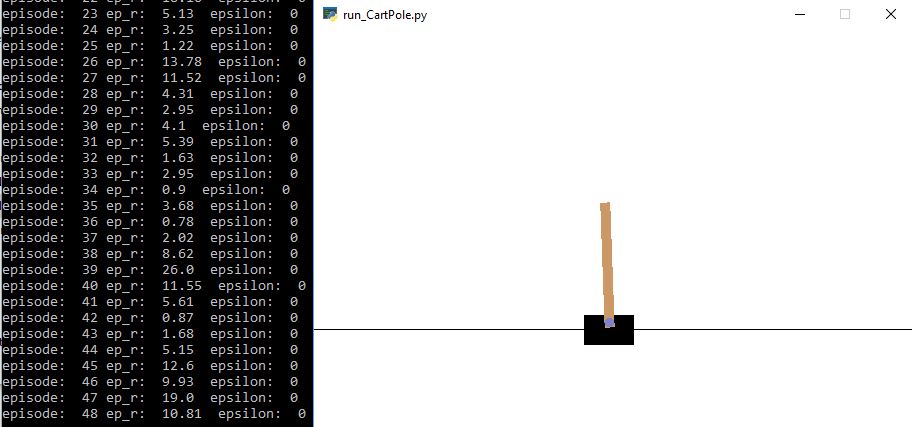 episode:  23 ep_r:  5.13  epsilon:  0
episode:  24 ep_r:  3.25  epsilon:  0
episode:  25 ep_r:  1.22  epsilon:  0
episode:  26 ep_r:  13.78  epsilon:  0
episode:  27 ep_r:  11.52  epsilon:  0
episode:  28 ep_r:  4.31  epsilon:  0
episode:  29 ep_r:  2.95  epsilon:  0
episode:  30 ep_r:  4.1  epsilon:  0
episode:  31 ep_r:  5.39  epsilon:  0
episode:  32 ep_r:  1.63  epsilon:  0
episode:  33 ep_r:  2.95  epsilon:  0
episode:  34 ep_r:  0.9  epsilon:  0
episode:  35 ep_r:  3.68  epsilon:  0
episode:  36 ep_r:  0.78  epsilon:  0
episode:  37 ep_r:  2.02  epsilon:  0
episode:  38 ep_r:  8.62  epsilon:  0
episode:  39 ep_r:  26.0  epsilon:  0
episode:  40 ep_r:  11.55  epsilon:  0
episode:  41 ep_r:  5.61  epsilon:  0
episode:  42 ep_r:  0.87  epsilon:  0
episode:  43 ep_r:  1.68  epsilon:  0
episode:  44 ep_r:  5.15  epsilon:  0
episode:  45 ep_r:  12.6  epsilon:  0
episode:  46 ep_r:  9.93  epsilon:  0
episode:  47 ep_r:  19.0  epsilon:  0
episode:  48 ep_r:  10.81  epsilon:  0
run_CartPole.py